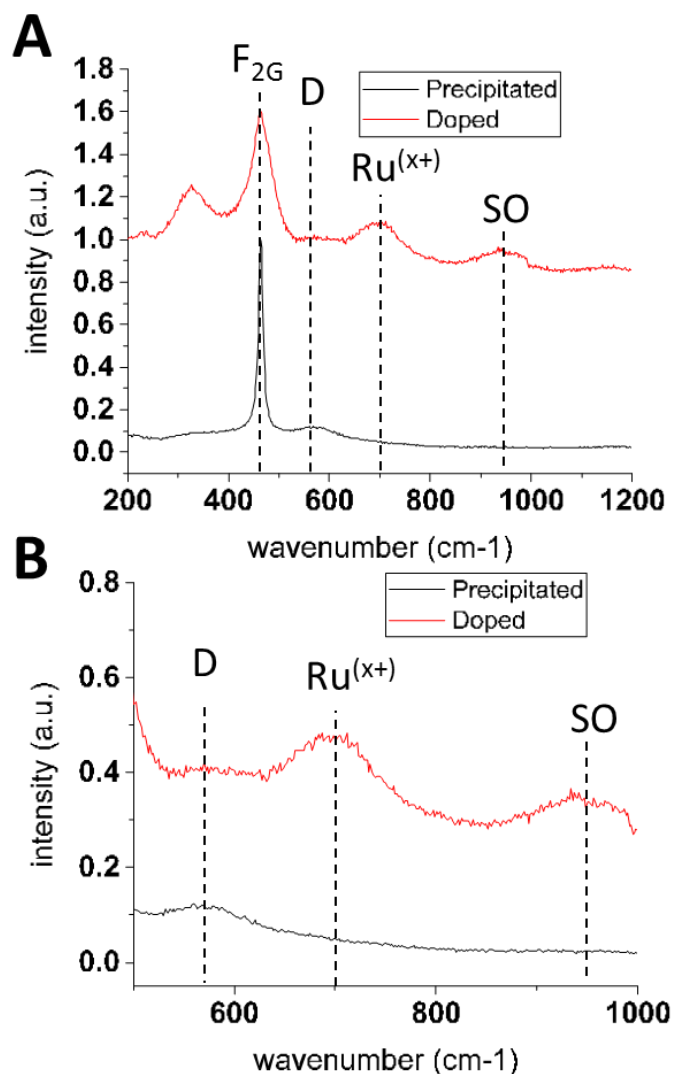 A
F2G
D
Precipitated
Doped
Ru(x+)
SO
1.8
1.6
1.4
1.2
1.0
0.8
0.6
0.4
0.2
0.0
intensity (a.u.)
200 400 600 800 1000 1200
wavenumber (cm-1)
B
Precipitated
Doped
D
Ru(x+)
SO
0.8
0.6
0.4
0.2
0.0
intensity (a.u.)
600 800 1000
wavenumber (cm-1)